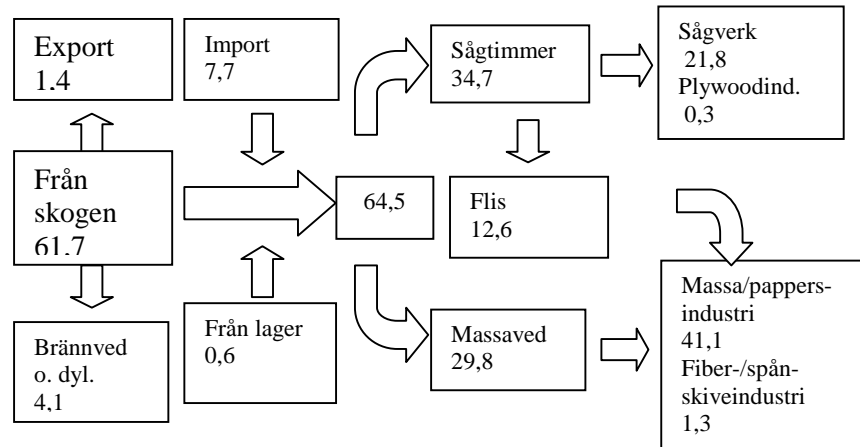 Export
1,4
Import
7,7
Sågtimmer
34,7
Sågverk
21,8
Plywoodind.
0,3
Från
skogen
61,7
64,5
Flis
12,6
Brännved
o. dyl.
4,1
Från lager
0,6
Massaved
29,8
Massa/pappers-
industri
41,1
Fiber-/spån-
skiveindustri
1,3